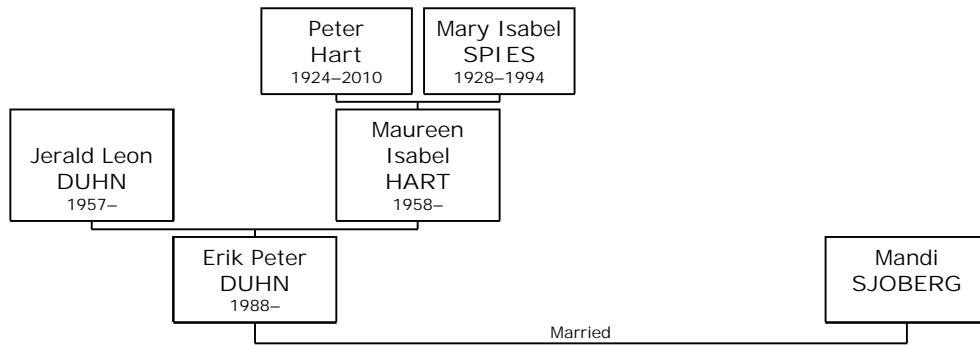 Peter
Hart
1924–2010
Mary Isabel
SPIES
1928–1994
Jerald Leon
DUHN
1957–
Maureen
Isabel
HART
1958–
Erik Peter
DUHN
1988–
Mandi
SJOBERG
Married